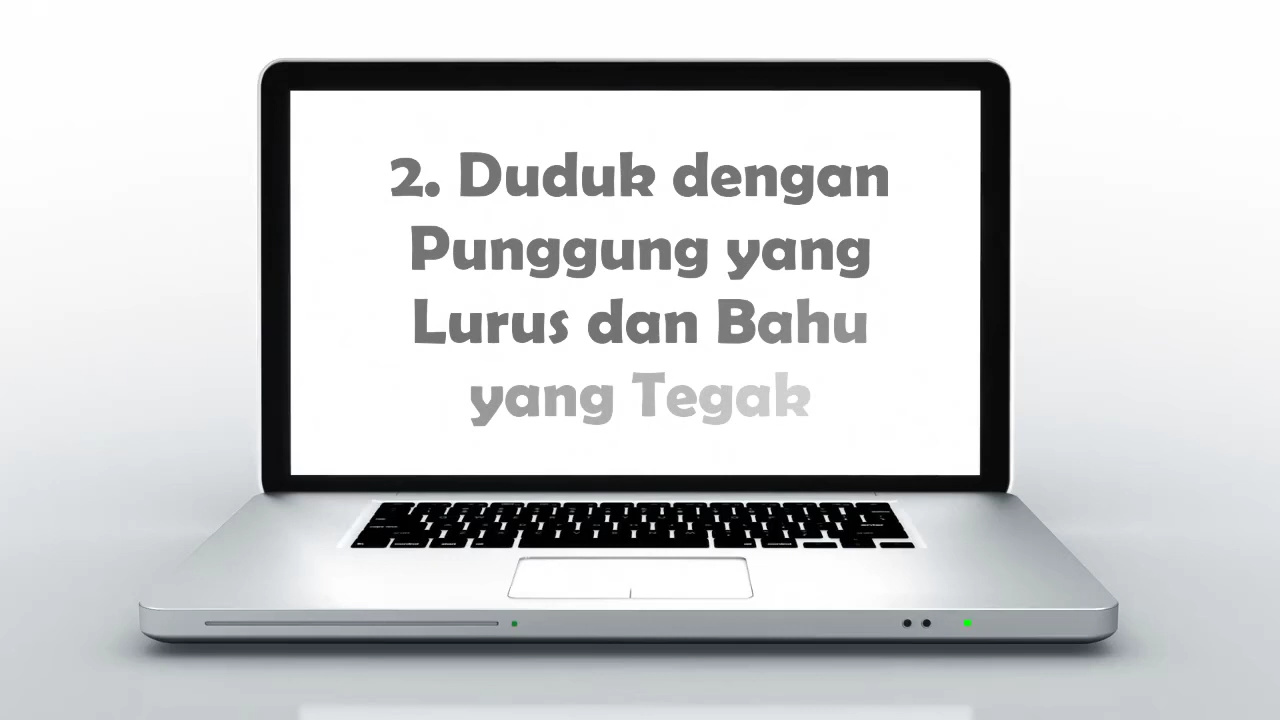 2. Duduk dengan
Punggung yang
Lurus dan Bahu
yang Tegak